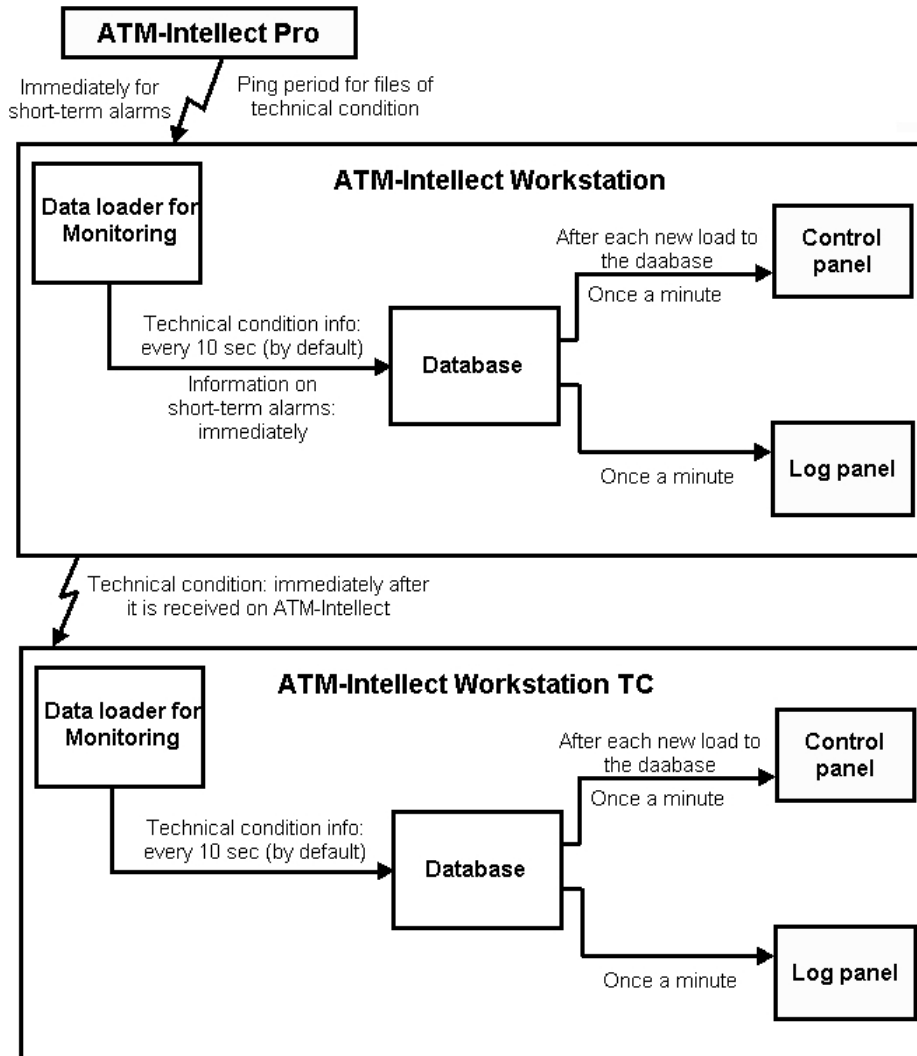 ATM-Intellect Pro
Immediately for
short-term alarms
Ping period for files of
technical condition
ATM-Intellect Workstation
Data loader for
Monitoring
After each new load to
the daabase
Once a minute
Control
panel
Technical condition info:
every 10 sec (by default)
Information on
short-term alarms:
immediately
Database
Once a minute
Log panel
Technical condition: immediately after
it is received on ATM-Intellect
ATM-Intellect Workstation TC
Data loader for
Monitoring
After each new load to
the daabase
Once a minute
Control
panel
Technical condition info:
every 10 sec (by default)
Database
Once a minute
Log panel